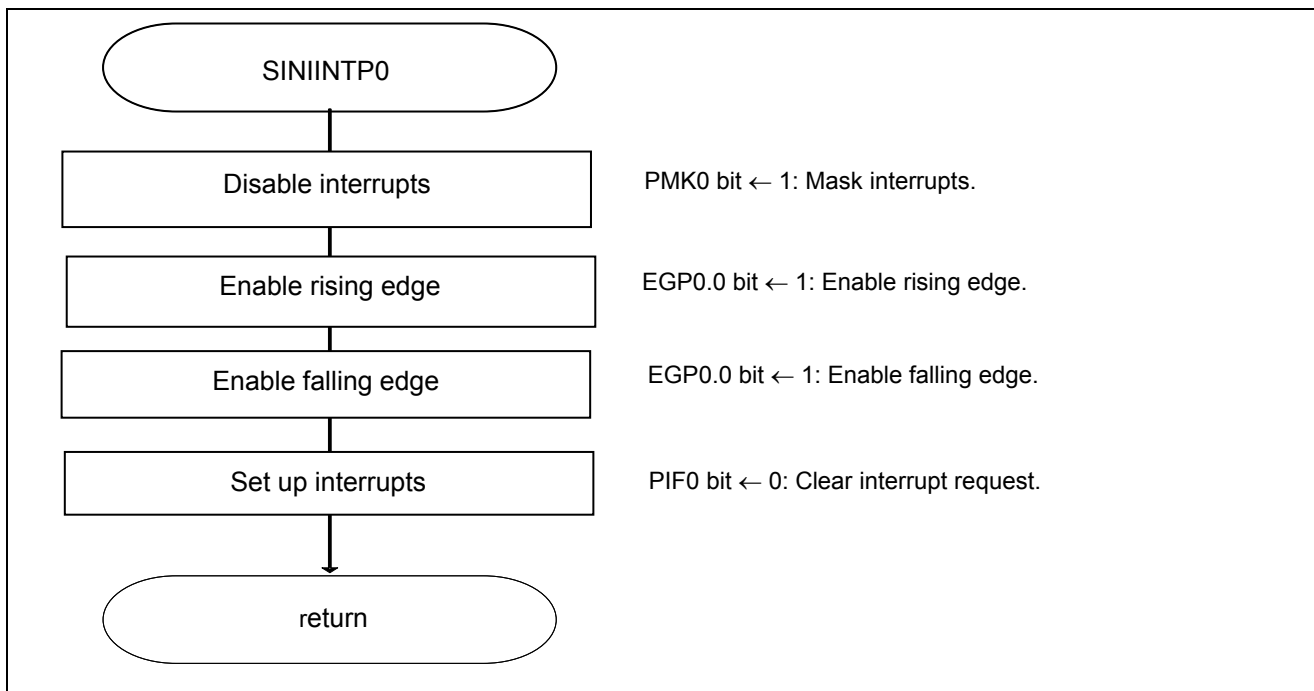 SINIINTP0
Disable interrupts
PMK0 bit ← 1: Mask interrupts.
Enable rising edge
EGP0.0 bit ← 1: Enable rising edge.
Enable falling edge
EGP0.0 bit ← 1: Enable falling edge.
Set up interrupts
PIF0 bit ← 0: Clear interrupt request.
return